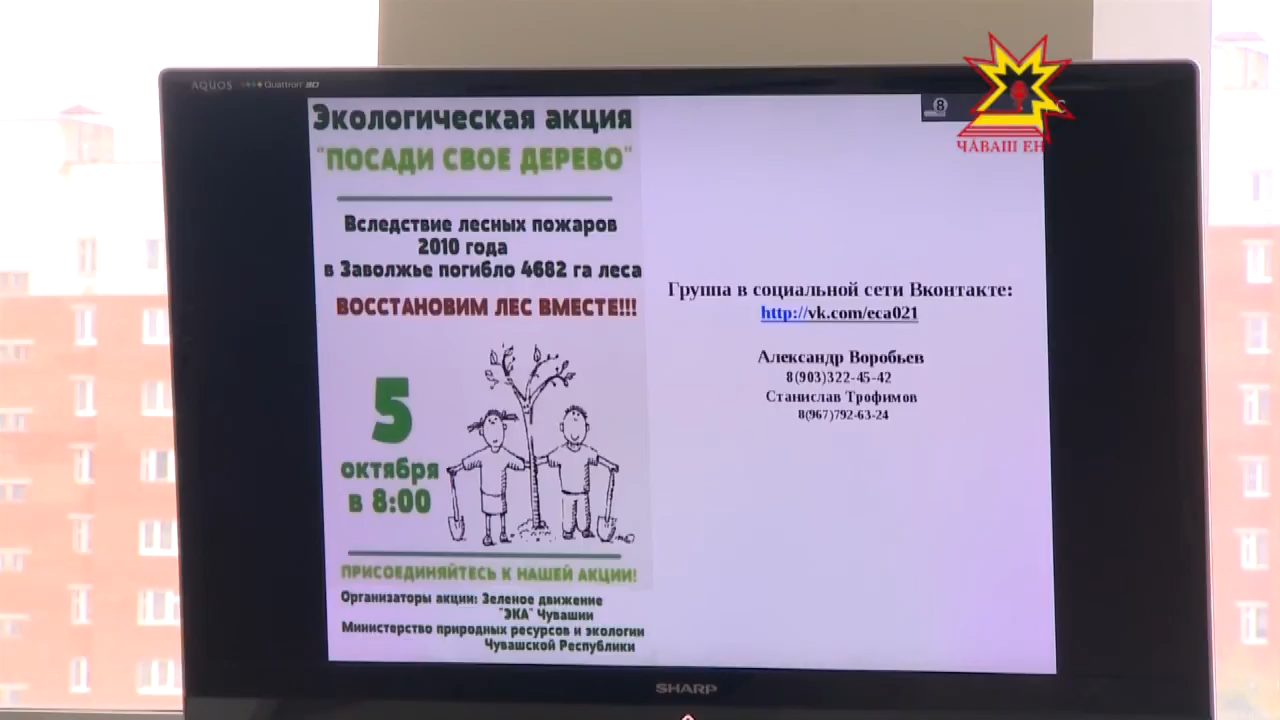 AQUOS Quattron 3D
8
ЧӐВАШ ЕН
Экологическая акция
"ПОСАДИ СВОЕ ДЕРЕВО"
Вследствие лесных пожаров
2010 года
в Заволжье погибло 4682 га леса
ВОССТАНОВИМ ЛЕС ВМЕСТЕ!!!
5
октября
в 8:00
ПРИСОЕДИНЯЙТЕСЬ К НАШЕЙ АКЦИИ!
Организаторы акции: Зеленое движение
"ЭКА" Чувашии
Министерство природных ресурсов и экологии
Чувашской Республики
Группа в социальной сети Вконтакте:
http://vk.com/eca021
Александр Воробьев
8(903)322-45-42
Станислав Трофимов
8(967)792-63-24
SHARP